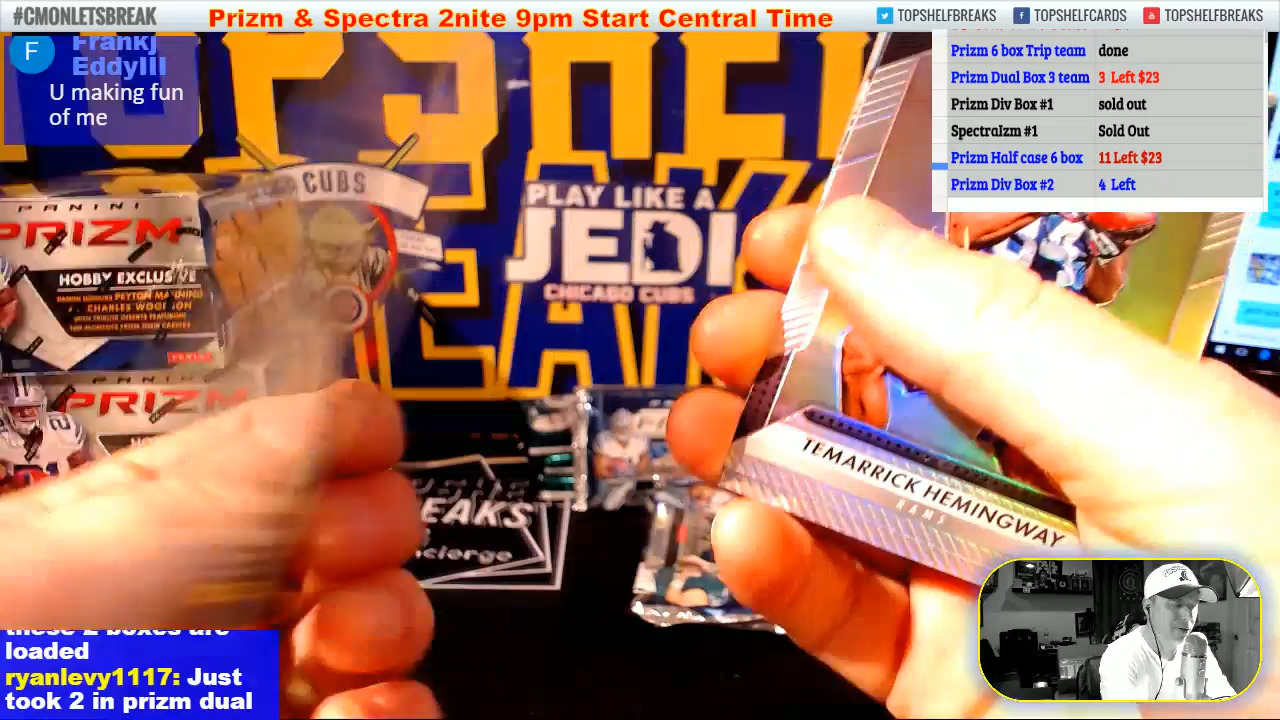 #CMONLETSBREAK
Prizm & Spectra 2nite 9pm Start Central Time
TOPSHELFBREAKS
TOPSHELFCARDS
TOPSHELFBREAKS
F
FrankJ
EddyIII
U making fun
of me
Prizm 6 box Trip team done
Prizm Dual Box 3 team 3 Left $23
Prizm Div Box #1 sold out
SpectraIzm #1 Sold Out
Prizm Half case 6 box 11 Left $23
Prizm Div Box #2 4 Left
CUBS
PLAY LIKE A
JEDI
CHICAGO CUBS
PANINI
PRIZM
HOBBY EXCLUSIVE
PANINI
PRIZM
TEMARRICK HEMINGWAY
RAMS
EAKS
these 2 boxes are
loaded
ryanlevy1117: Just
took 2 in prizm dual